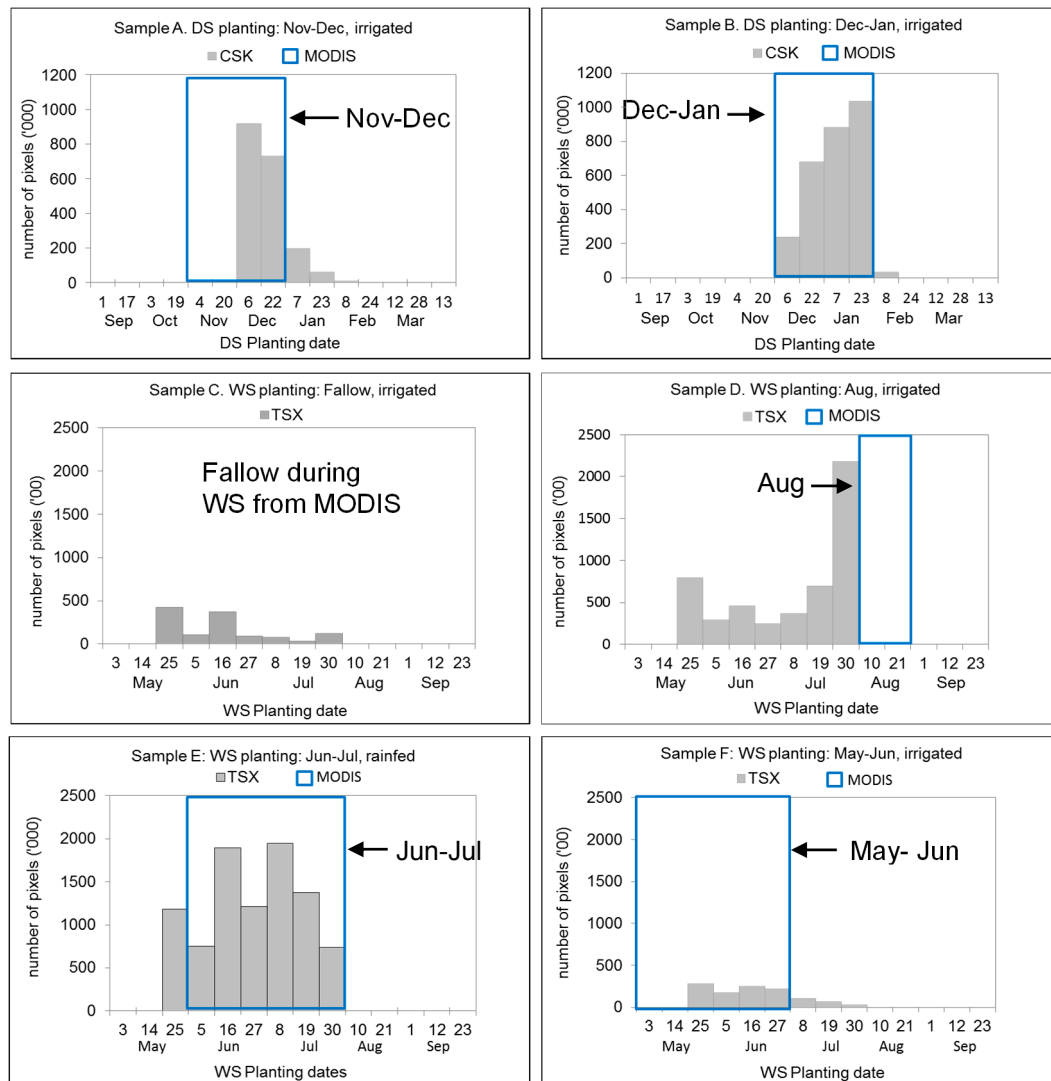 Sample A. DS planting: Nov-Dec, irrigated
CSK MODIS
1200
1000
800
600
400
200
0
number of pixels ('000)
Nov-Dec
1 17 3 19 4 20 6 22 7 23 8 24 12 28 13
Sep Oct Nov Dec Jan Feb Mar
DS Planting date
Sample B. DS planting: Dec-Jan, irrigated
CSK MODIS
1200
1000
800
600
400
200
0
number of pixels ('000)
Dec-Jan
1 17 3 19 4 20 6 22 7 23 8 24 12 28 13
Sep Oct Nov Dec Jan Feb Mar
DS Planting date
Sample C. WS planting: Fallow, irrigated
TSX
2500
2000
1500
1000
500
0
number of pixels ('00)
Fallow during
WS from MODIS
3 14 25 5 16 27 8 19 30 10 21 1 12 23
May Jun Jul Aug Sep
WS Planting date
Sample D. WS planting: Aug, irrigated
TSX MODIS
2500
2000
1500
1000
500
0
number of pixels ('00)
Aug
3 14 25 5 16 27 8 19 30 10 21 1 12 23
May Jun Jul Aug Sep
WS Planting date
Sample E: WS planting: Jun-Jul, rainfed
TSX MODIS
2500
2000
1500
1000
500
0
number of pixels ('000)
Jun-Jul
3 14 25 5 16 27 8 19 30 10 21 1 12 23
May Jun Jul Aug Sep
WS Planting dates
Sample F: WS planting: May-Jun, irrigated
TSX MODIS
2500
2000
1500
1000
500
0
number of pixels ('00)
May- Jun
3 14 25 5 16 27 8 19 30 10 21 1 12 23
May Jun Jul Aug Sep
WS Planting date